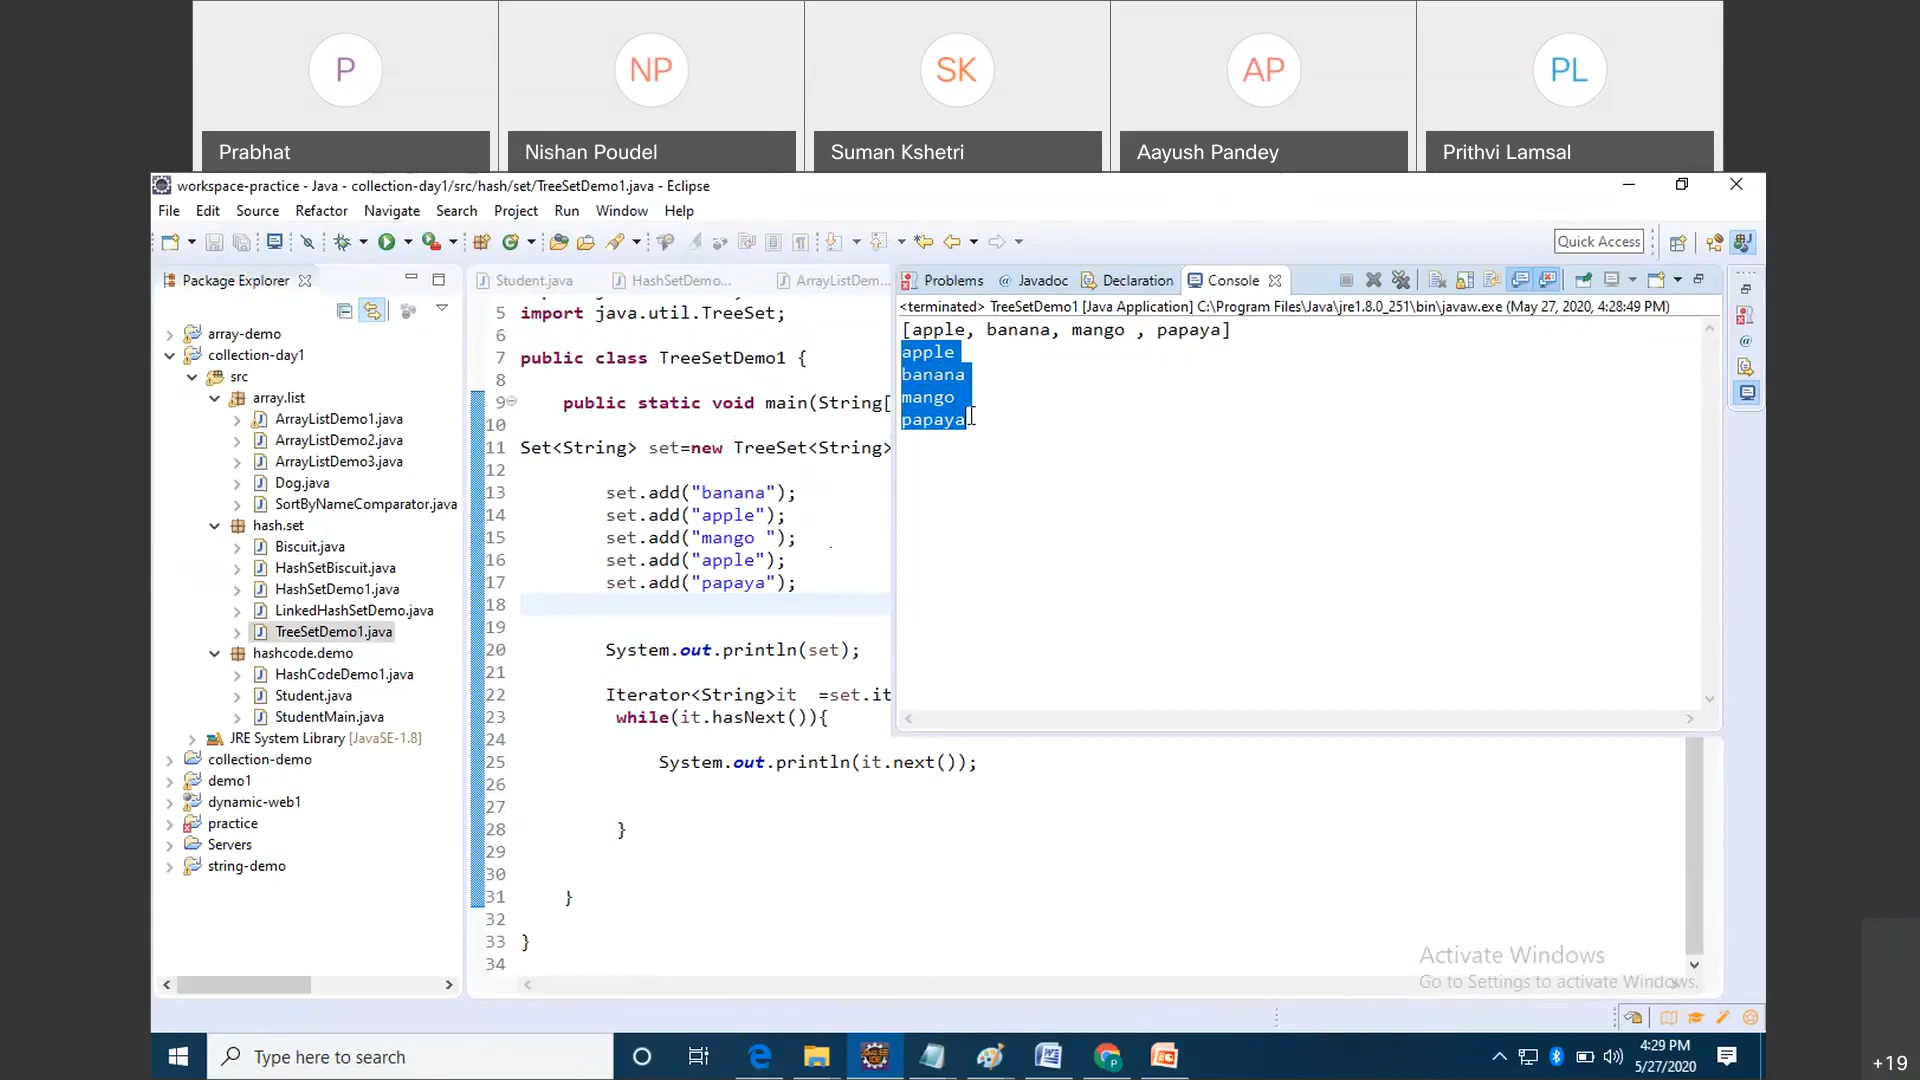 P
NP
SK
AP
PL
Prabhat
Nishan Poudel
Suman Kshetri
Aayush Pandey
Prithvi Lamsal
workspace-practice - Java - collection-day1/src/hash/set/TreeSetDemo1.java - Eclipse
File Edit Source Refactor Navigate Search Project Run Window Help
Quick Access
Package Explorer
array-demo
collection-day1
src
array.list
ArrayListDemo1.java
ArrayListDemo2.java
ArrayListDemo3.java
Dog.java
SortByNameComparator.java
hash.set
Biscuit.java
HashSetBiscuit.java
HashSetDemo1.java
LinkedHashSetDemo.java
TreeSetDemo1.java
hashcode.demo
HashCodeDemo1.java
Student.java
StudentMain.java
JRE System Library [JavaSE-1.8]
collection-demo
demo1
dynamic-web1
practice
Servers
string-demo
Student.java HashSetDemo... ArrayListDem...
5 import java.util.TreeSet;
6
7 public class TreeSetDemo1 {
8
9 public static void main(String[
10
11 Set<String> set=new TreeSet<String>
12
13 set.add("banana");
14 set.add("apple");
15 set.add("mango ");
16 set.add("apple");
17 set.add("papaya");
18
19
20 System.out.println(set);
21
22 Iterator<String>it =set.it
23 while(it.hasNext()){
24
25 System.out.println(it.next());
26
27
28 }
29
30
31 }
32
33 }
34
Problems Javadoc Declaration Console
<terminated> TreeSetDemo1 [Java Application] C:\Program Files\Java\jre1.8.0_251\bin\javaw.exe (May 27, 2020, 4:28:49 PM)
[apple, banana, mango , papaya]
apple
banana
mango
papaya
Activate Windows
Go to Settings to activate Windows.
Type here to search
4:29 PM
5/27/2020
+19